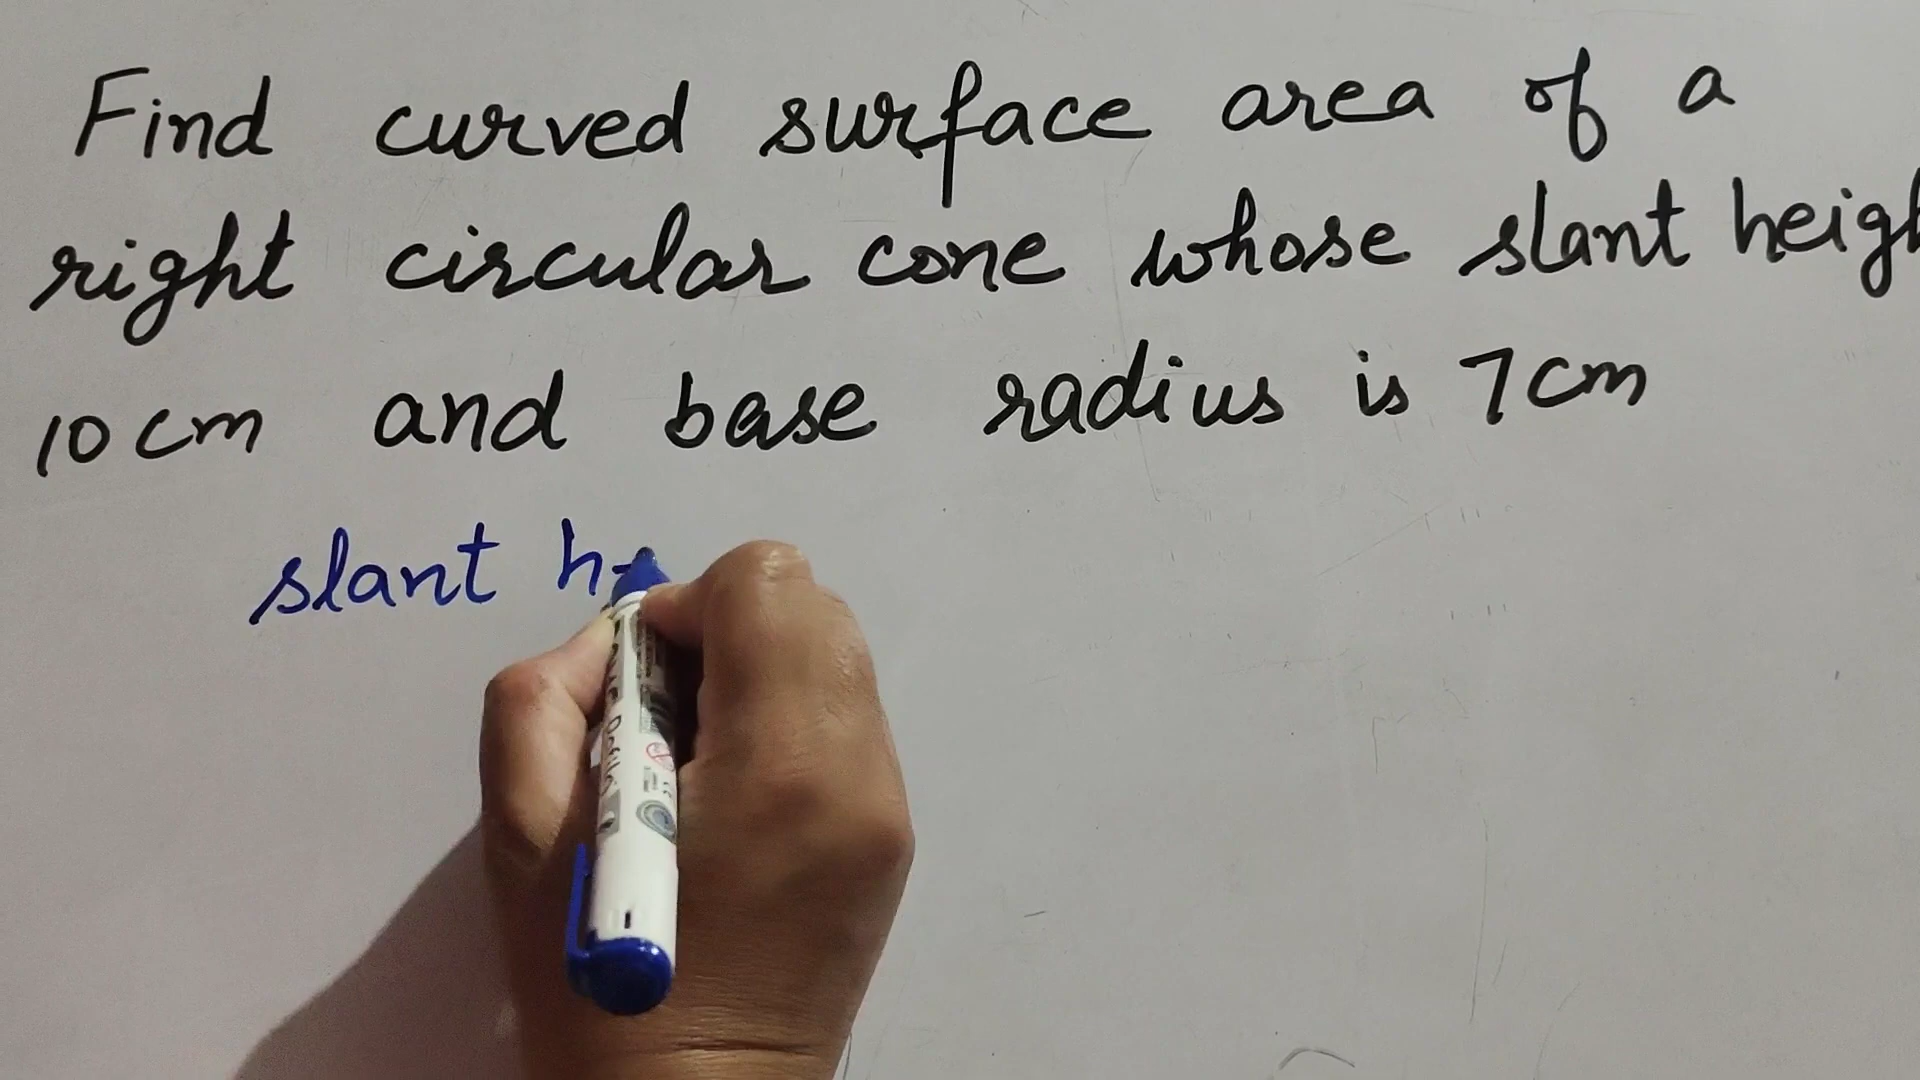 Find curved surface area of a
right circular cone whose slant heigh
10 cm and base radius is 7 cm
slant h